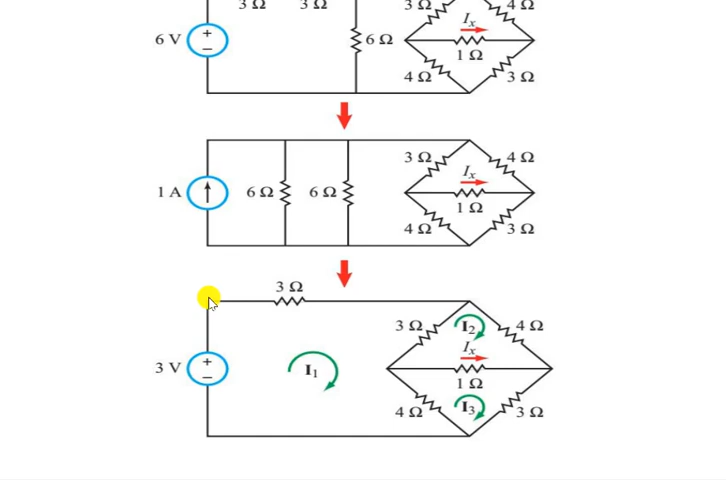 3 Ω 3 Ω 3 Ω 4 Ω
Iₓ
6 V + 6 Ω
−
1 Ω
4 Ω 3 Ω
3 Ω 4 Ω
Iₓ
1 A 6 Ω 6 Ω
1 Ω
4 Ω 3 Ω
3 Ω
3 Ω I₂ 4 Ω
Iₓ
3 V + I₁
−
1 Ω
4 Ω I₃ 3 Ω